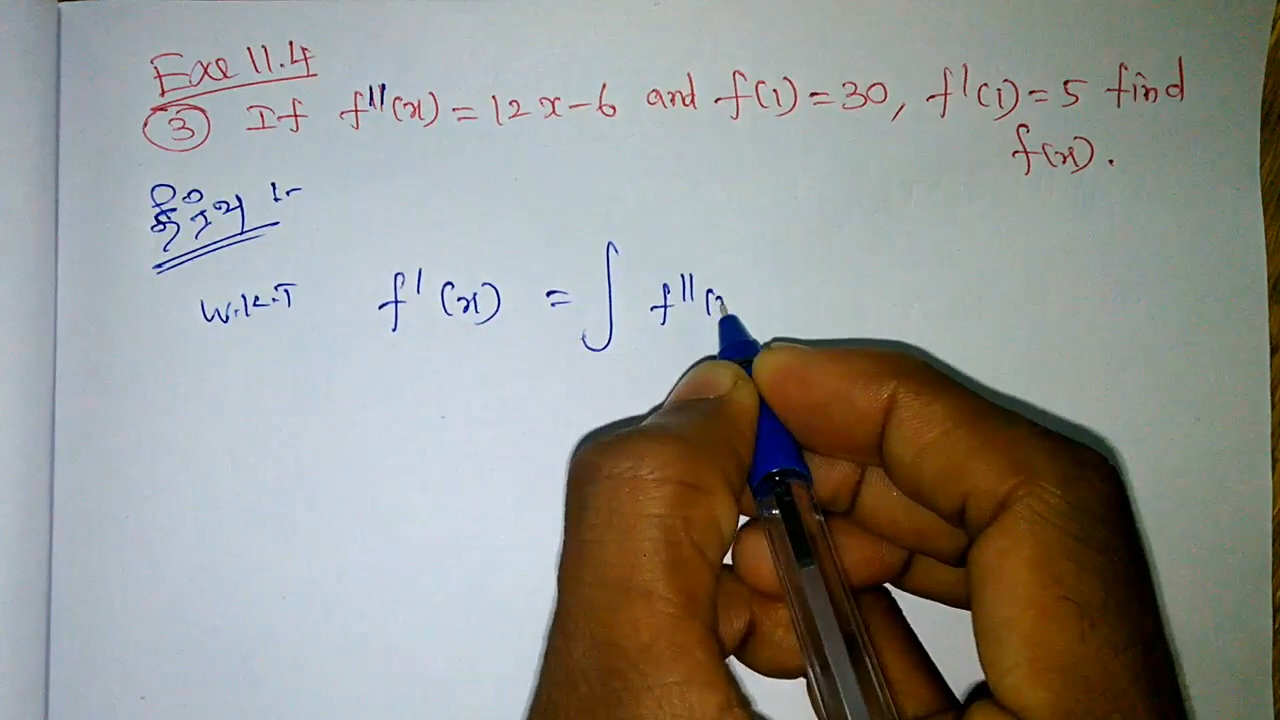 Exe 11.4
③ If f''(x) = 12x-6 and f(1) = 30, f'(1) = 5 find
f(x).
தீர்வு :-
W.K.T f'(x) = ∫ f''(